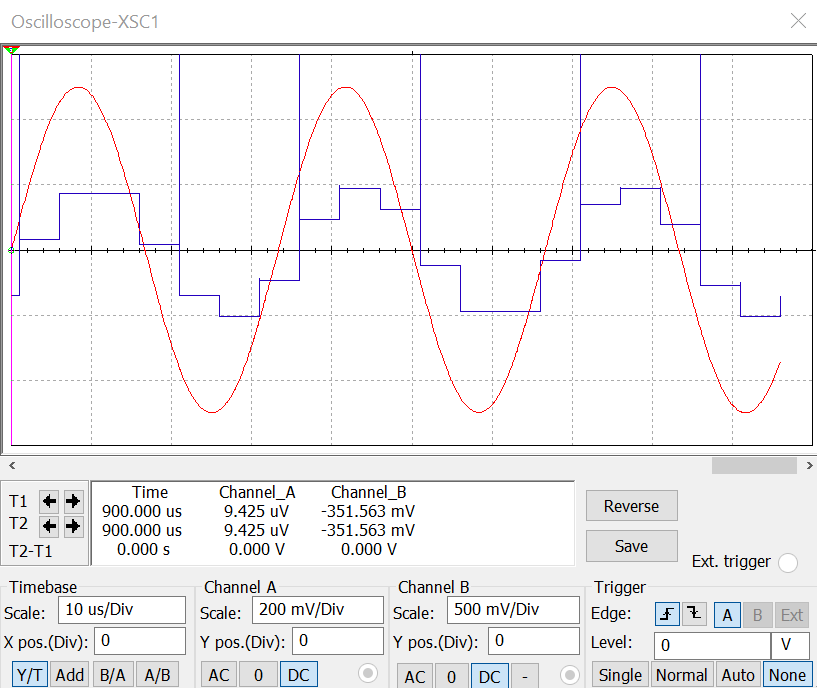 Oscilloscope-XSC1
Time Channel_A Channel_B
T1 900.000 us 9.425 uV -351.563 mV
T2 900.000 us 9.425 uV -351.563 mV
T2-T1 0.000 s 0.000 V 0.000 V
Reverse
Save
Ext. trigger
Timebase
Scale: 10 us/Div
X pos.(Div): 0
Y/T Add B/A A/B
Channel A
Scale: 200 mV/Div
Y pos.(Div): 0
AC 0 DC
Channel B
Scale: 500 mV/Div
Y pos.(Div): 0
AC 0 DC -
Trigger
Edge: A B Ext
Level: 0 V
Single Normal Auto None